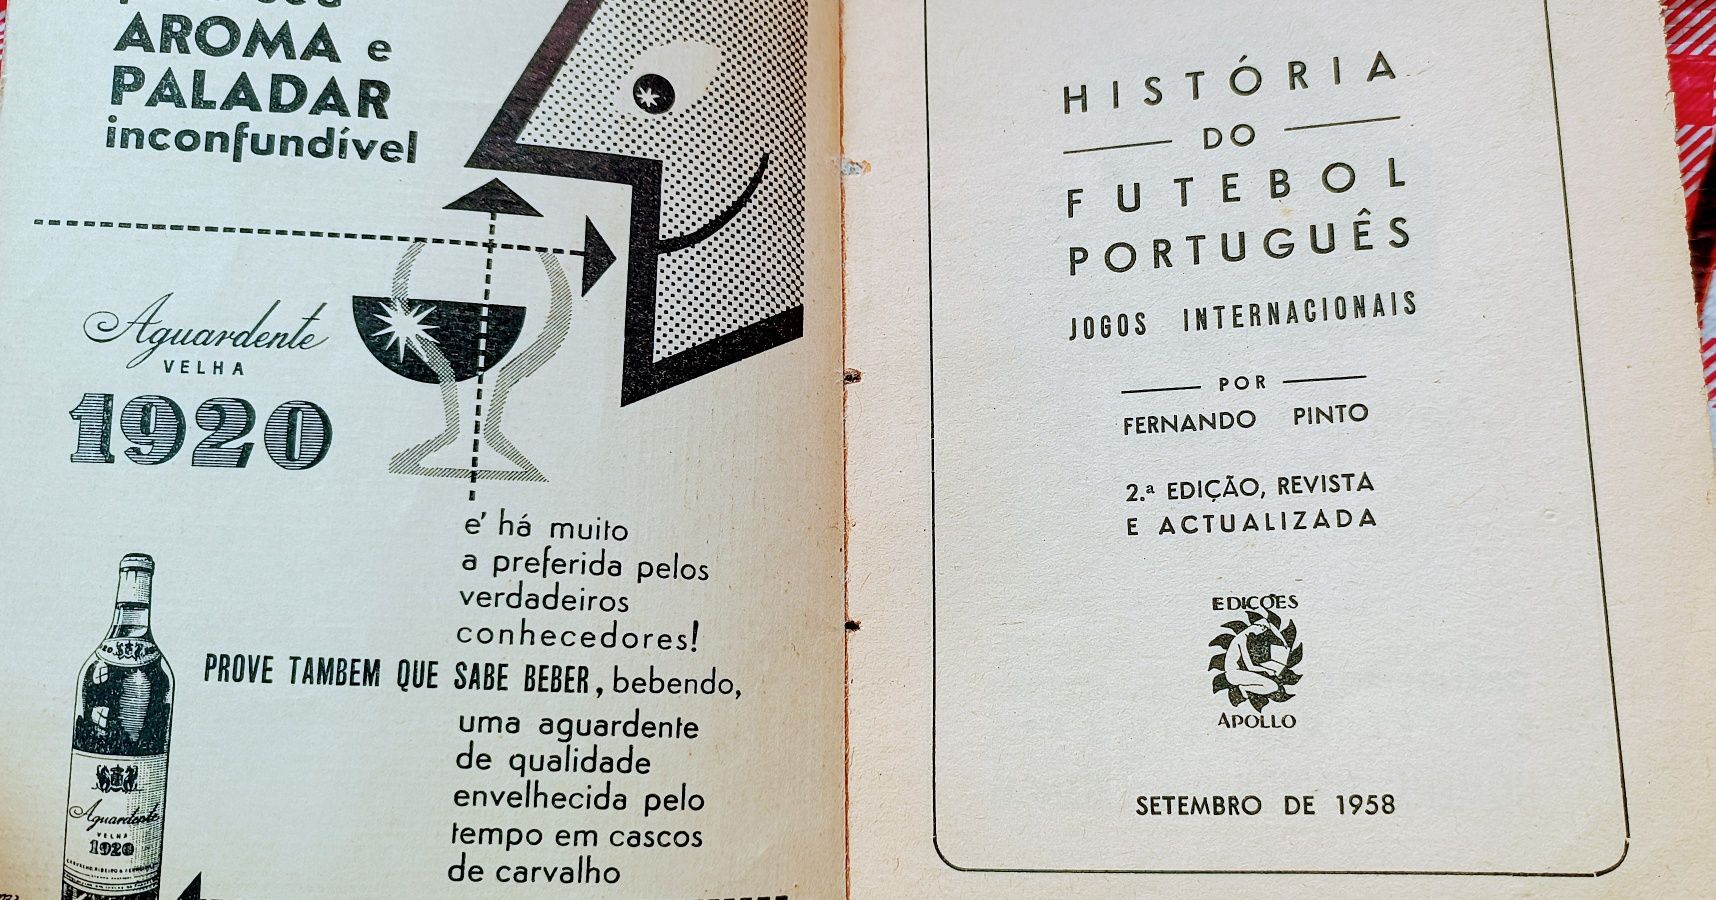 AROMA e
PALADAR
inconfundível
Aguardente
VELHA
1920
e' há muito
a preferida pelos
verdadeiros
conhecedores!
PROVE TAMBEM QUE SABE BEBER, bebendo,
uma aguardente
de qualidade
envelhecida pelo
tempo em cascos
de carvalho
Aguardente
VELHA
1920
HISTÓRIA
DO
FUTEBOL
PORTUGUÊS
JOGOS INTERNACIONAIS
POR
FERNANDO PINTO
2.ª EDIÇÃO, REVISTA
E ACTUALIZADA
EDIÇÕES
APOLLO
SETEMBRO DE 1958